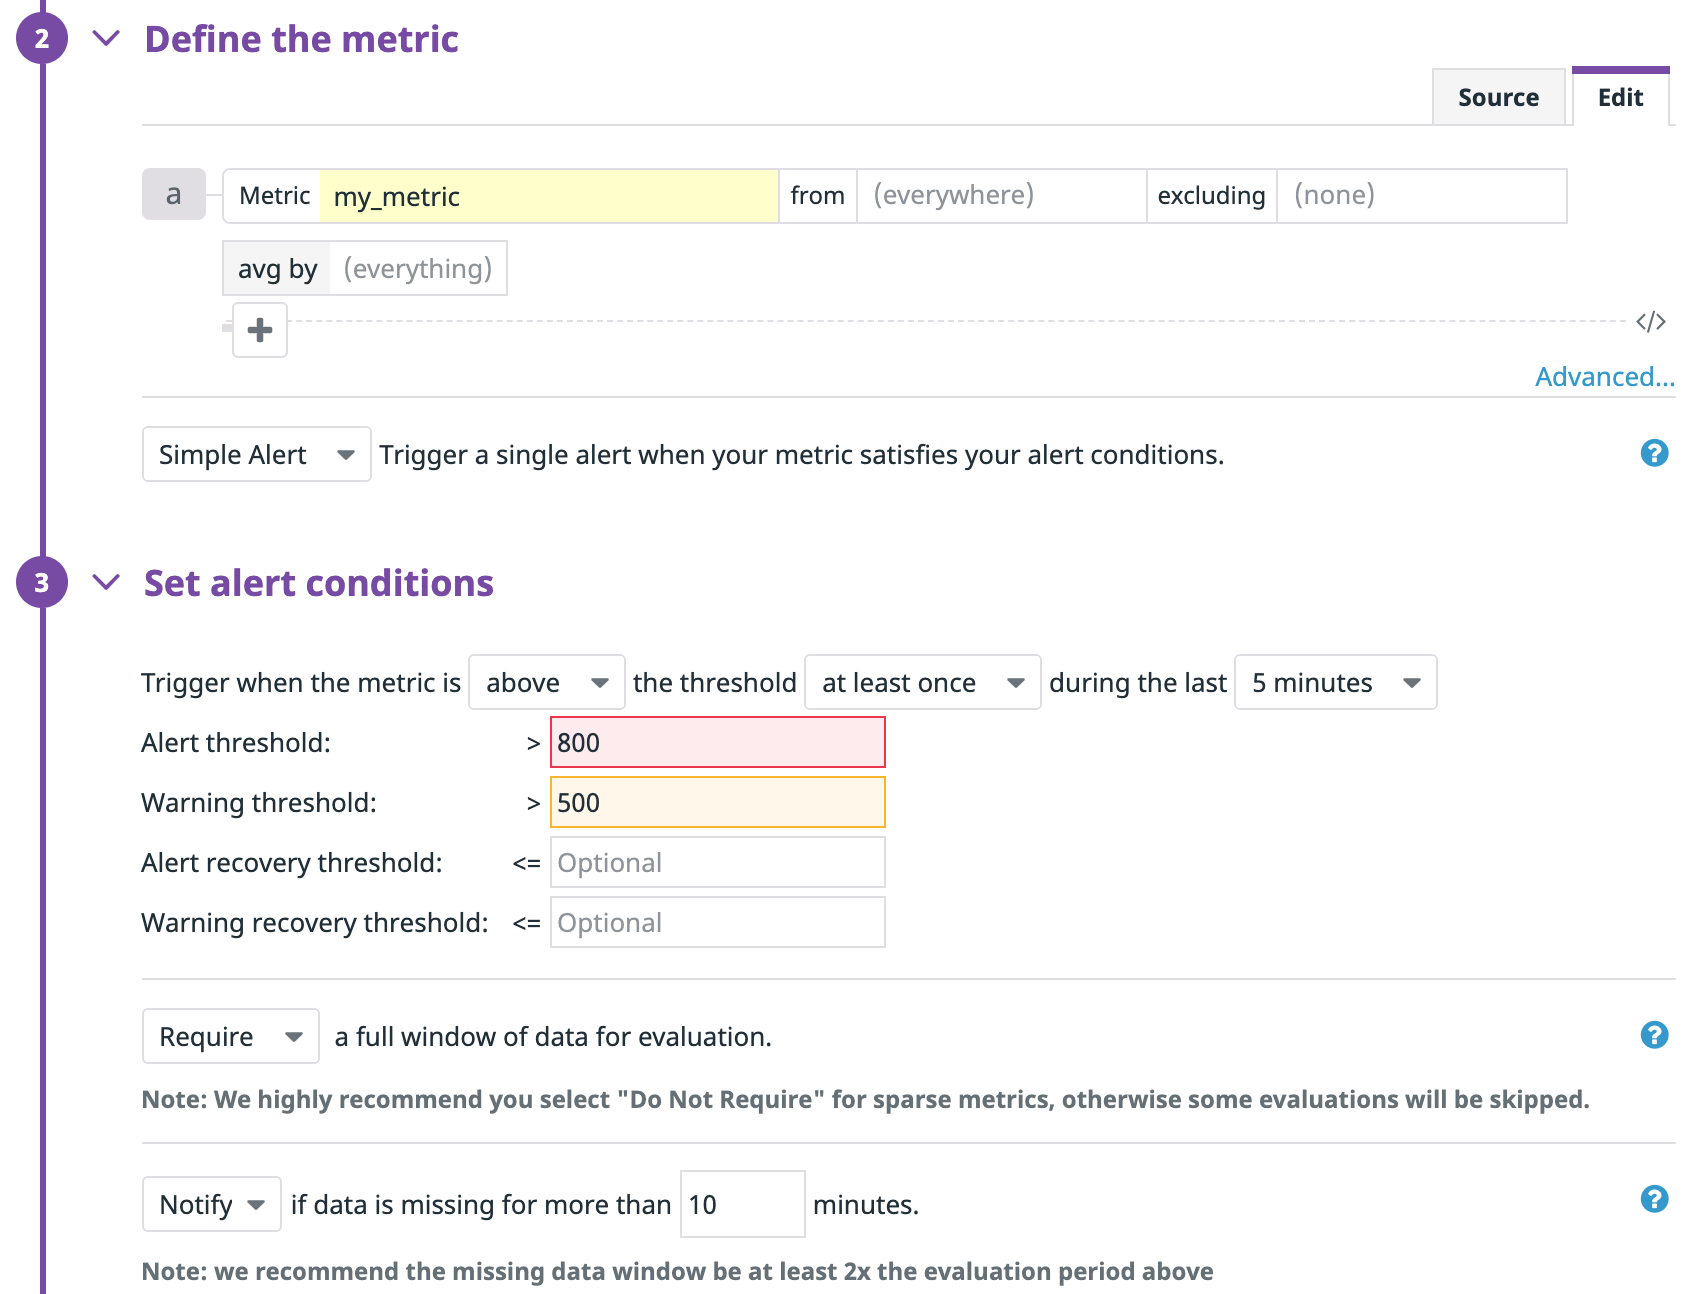 2 Define the metric
Source Edit
a Metric my_metric from (everywhere) excluding (none)
avg by (everything)
+ </>
Advanced...
Simple Alert Trigger a single alert when your metric satisfies your alert conditions. ?
3 Set alert conditions
Trigger when the metric is above the threshold at least once during the last 5 minutes
Alert threshold: > 800
Warning threshold: > 500
Alert recovery threshold: <= Optional
Warning recovery threshold: <= Optional
Require a full window of data for evaluation. ?
Note: We highly recommend you select "Do Not Require" for sparse metrics, otherwise some evaluations will be skipped.
Notify if data is missing for more than 10 minutes. ?
Note: we recommend the missing data window be at least 2x the evaluation period above